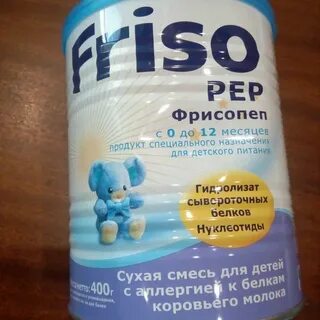 Friso
PEP
Фрисопеп
с 0 до 12 месяцев
продукт специального назначения
для детского питания
Гидролизат
сывороточных
белков
Нуклеотиды
нетто: 400г
Сухая смесь для детей
с аллергией к белкам
коровьего молока